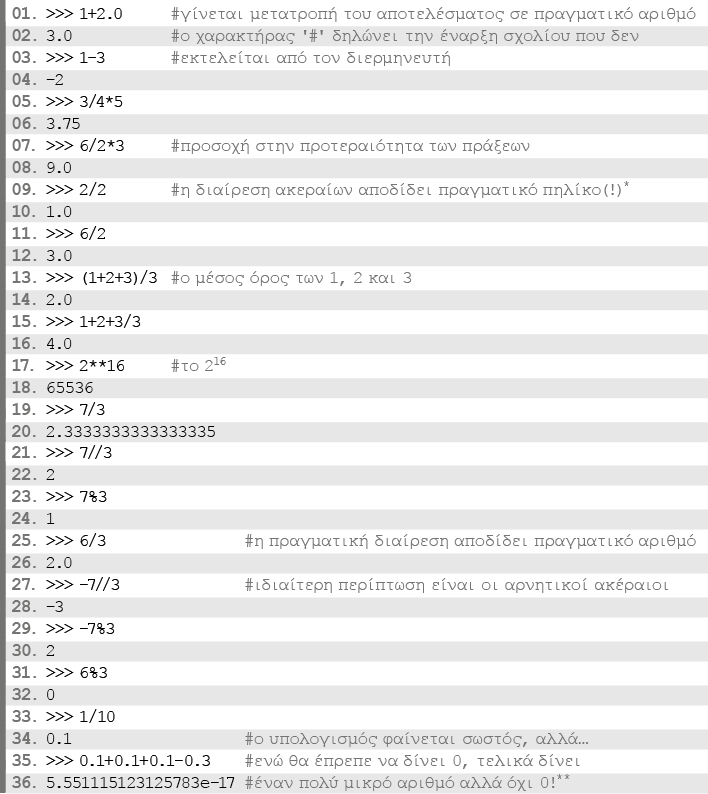 01. >>> 1+2.0 #γίνεται μετατροπή του αποτελέσματος σε πραγματικό αριθμό
02. 3.0 #ο χαρακτήρας '#' δηλώνει την έναρξη σχολίου που δεν
03. >>> 1-3 #εκτελείται από τον διερμηνευτή
04. -2
05. >>> 3/4*5
06. 3.75
07. >>> 6/2*3 #προσοχή στην προτεραιότητα των πράξεων
08. 9.0
09. >>> 2/2 #η διαίρεση ακεραίων αποδίδει πραγματικό πηλίκο(!)*
10. 1.0
11. >>> 6/2
12. 3.0
13. >>> (1+2+3)/3 #ο μέσος όρος των 1, 2 και 3
14. 2.0
15. >>> 1+2+3/3
16. 4.0
17. >>> 2**16 #το 2¹⁶
18. 65536
19. >>> 7/3
20. 2.3333333333333335
21. >>> 7//3
22. 2
23. >>> 7%3
24. 1
25. >>> 6/3 #η πραγματική διαίρεση αποδίδει πραγματικό αριθμό
26. 2.0
27. >>> -7//3 #ιδιαίτερη περίπτωση είναι οι αρνητικοί ακέραιοι
28. -3
29. >>> -7%3
30. 2
31. >>> 6%3
32. 0
33. >>> 1/10
34. 0.1 #ο υπολογισμός φαίνεται σωστός, αλλά…
35. >>> 0.1+0.1+0.1-0.3 #ενώ θα έπρεπε να δίνει 0, τελικά δίνει
36. 5.551115123125783e-17 #έναν πολύ μικρό αριθμό αλλά όχι 0!**